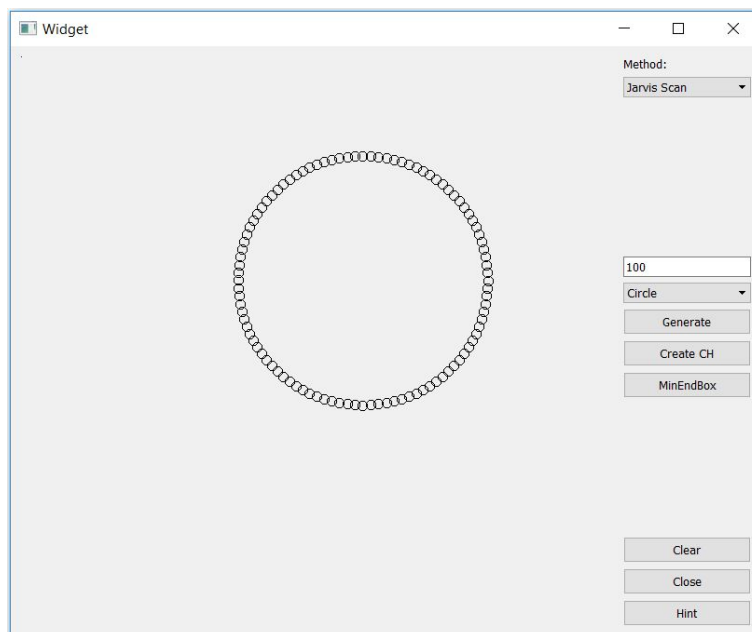 Widget
Method:
Jarvis Scan
100
Circle
Generate
Create CH
MinEndBox
Clear
Close
Hint